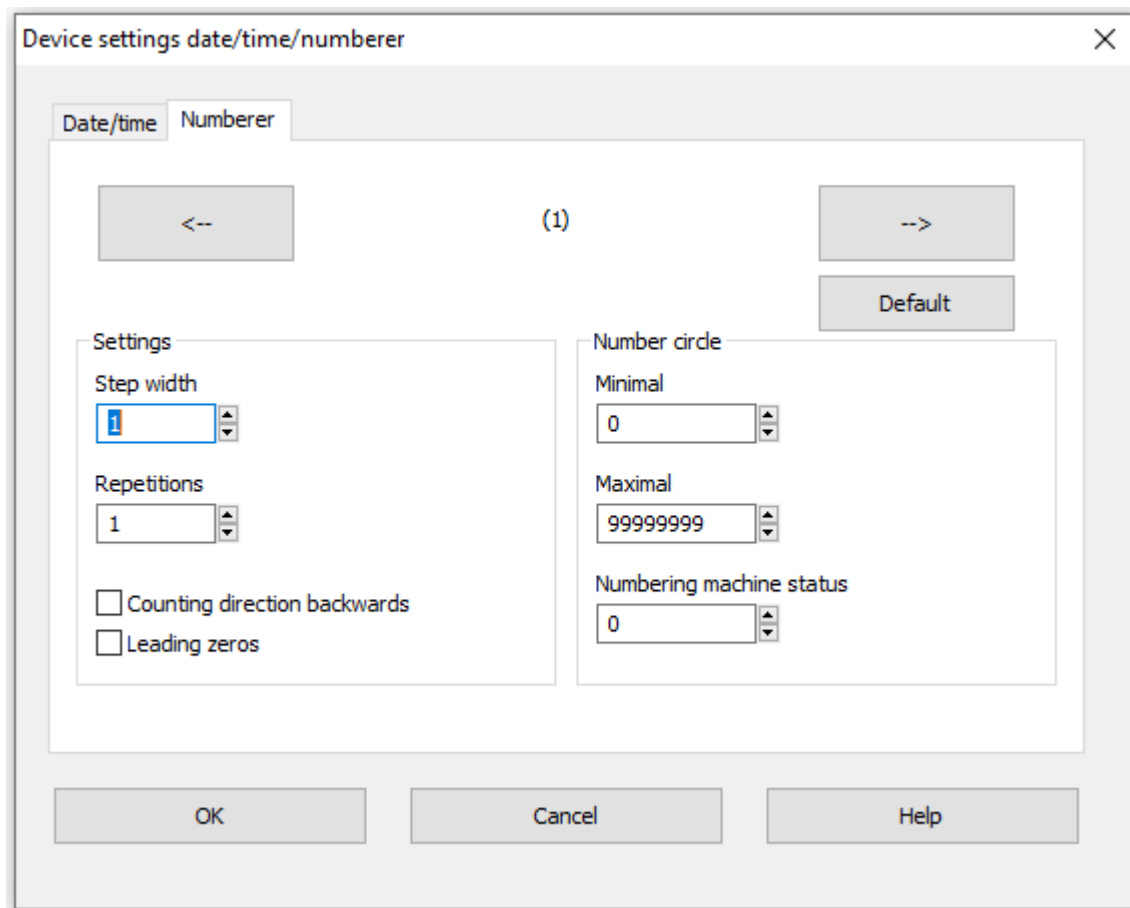 Device settings date/time/numberer
Date/time Numberer
<-- (1) -->
Default
Settings
Step width
1
Repetitions
1
Counting direction backwards
Leading zeros
Number circle
Minimal
0
Maximal
99999999
Numbering machine status
0
OK Cancel Help